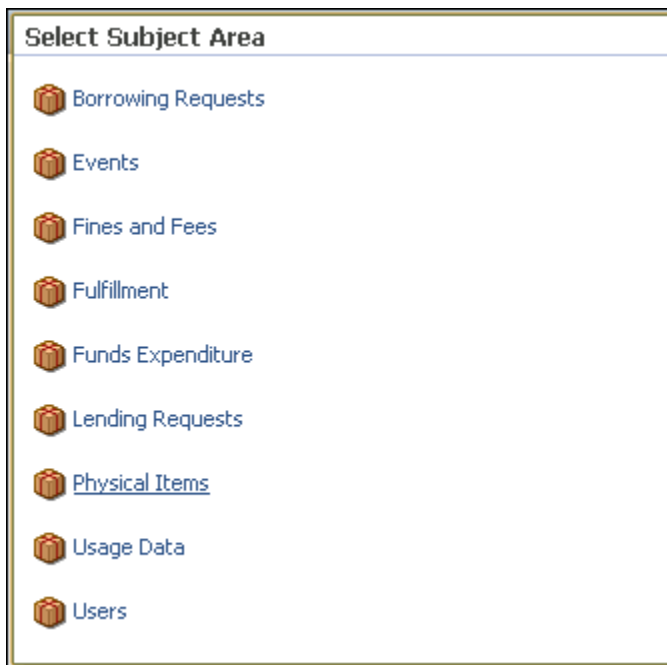 Select Subject Area
Borrowing Requests
Events
Fines and Fees
Fulfillment
Funds Expenditure
Lending Requests
Physical Items
Usage Data
Users